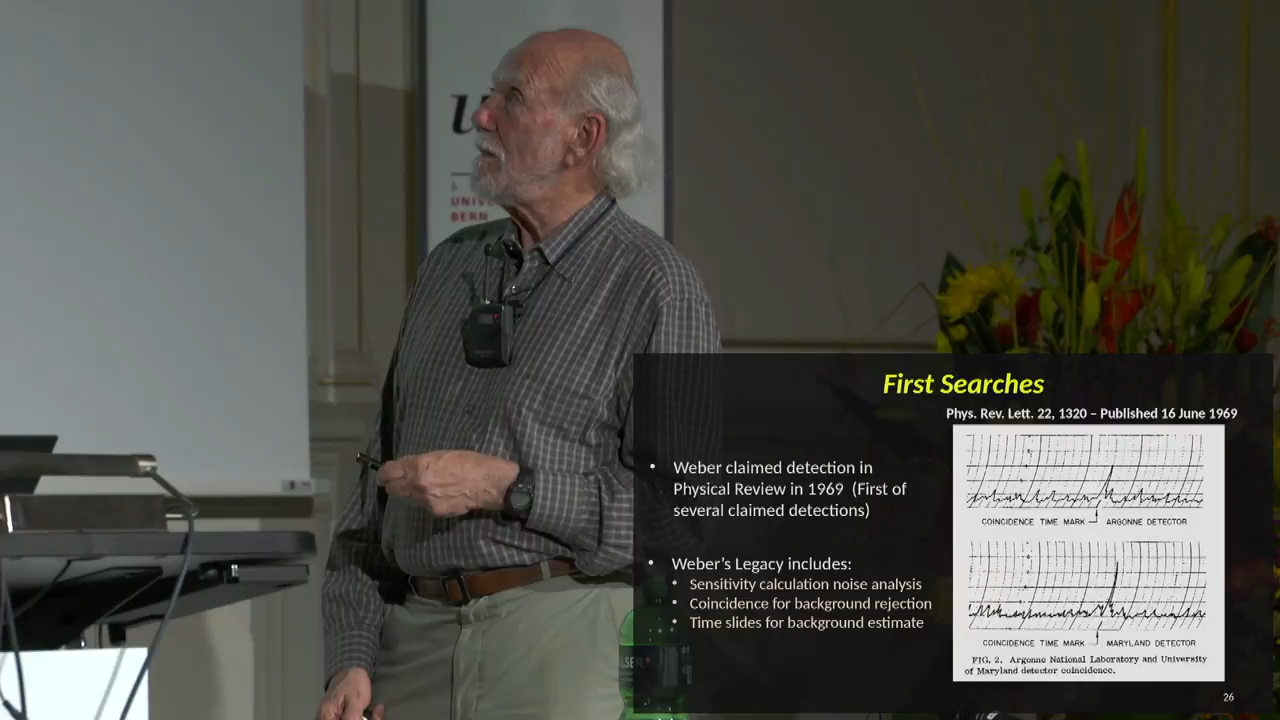 u
b
UNIVE
BERN
First Searches
Phys. Rev. Lett. 22, 1320 – Published 16 June 1969
• Weber claimed detection in
Physical Review in 1969 (First of
several claimed detections)
• Weber's Legacy includes:
• Sensitivity calculation noise analysis
• Coincidence for background rejection
• Time slides for background estimate
COINCIDENCE TIME MARK
ARGONNE DETECTOR
COINCIDENCE TIME MARK
MARYLAND DETECTOR
FIG. 2. Argonne National Laboratory and University
of Maryland detector coincidence.
26